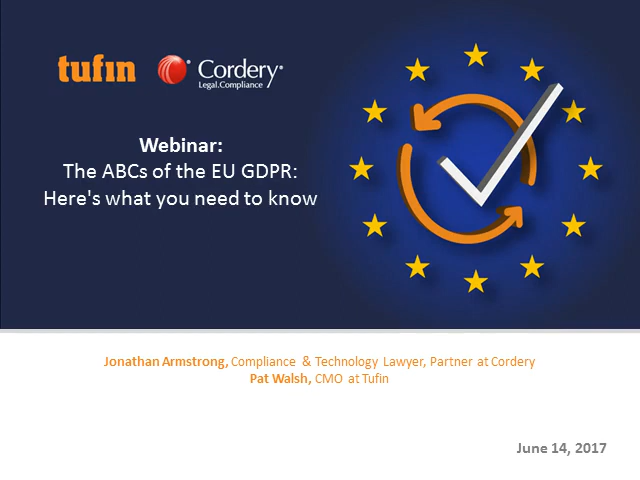 tufin
Cordery
Legal.Compliance
Webinar:
The ABCs of the EU GDPR:
Here's what you need to know
Jonathan Armstrong, Compliance & Technology Lawyer, Partner at Cordery
Pat Walsh, CMO at Tufin
June 14, 2017